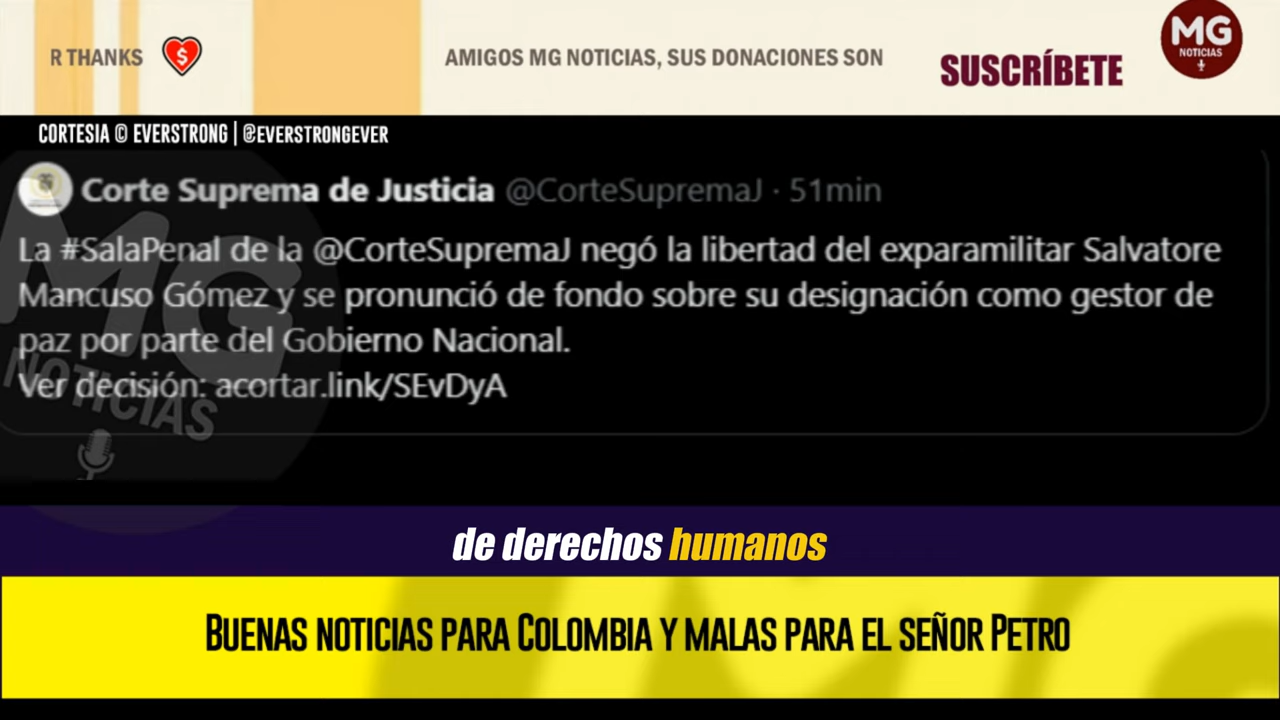 R THANKS
AMIGOS MG NOTICIAS, SUS DONACIONES SON
SUSCRÍBETE
MG
NOTICIAS
CORTESIA © EVERSTRONG | @EVERSTRONGEVER
Corte Suprema de Justicia @CorteSupremaJ · 51min
La #SalaPenal de la @CorteSupremaJ negó la libertad del exparamilitar Salvatore
Mancuso Gómez y se pronunció de fondo sobre su designación como gestor de
paz por parte del Gobierno Nacional.
Ver decisión: acortar.link/SEvDyA
MG
NOTICIAS
de derechos humanos
BUENAS NOTICIAS PARA COLOMBIA Y MALAS PARA EL SEÑOR PETRO